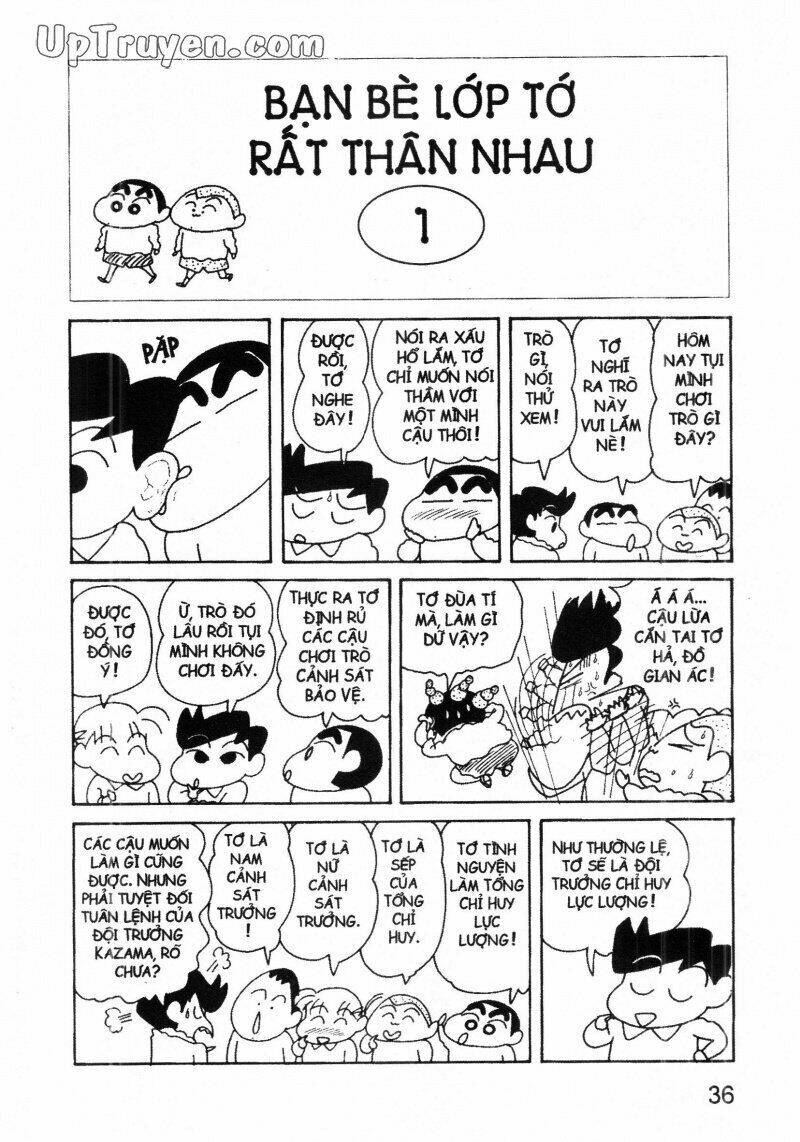 UpTruyen.com
BẠN BÈ LỚP TỚ
RẤT THÂN NHAU
1
HÔM
NAY TỤI
MÌNH
CHƠI
TRÒ GÌ
ĐÂY?
TỚ
NGHĨ
RA TRÒ
NÀY
VUI LẮM
NÈ!
TRÒ
GÌ,
NÓI
THỬ
XEM!
NÓI RA XẤU
HỔ LẮM, TỚ
CHỈ MUỐN NÓI
THẦM VỚI
MỘT MÌNH
CẬU THÔI!
ĐƯỢC
RỒI,
TỚ
NGHE
ĐÂY!
PẶP
Á Á Á...
CẬU LỪA
CẮN TAI TỚ
HẢ, ĐỒ
GIAN ÁC!
TỚ ĐÙA TÍ
MÀ, LÀM GÌ
DỮ VẬY?
THỰC RA TỚ
ĐỊNH RỦ
CÁC CẬU
CHƠI TRÒ
CẢNH SÁT
BẢO VỆ.
Ừ, TRÒ ĐÓ
LÂU RỒI TỤI
MÌNH KHÔNG
CHƠI ĐẤY.
ĐƯỢC
ĐÓ, TỚ
ĐỒNG
Ý!
NHƯ THƯỜNG LỆ,
TỚ SẼ LÀ ĐỘI
TRƯỞNG CHỈ HUY
LỰC LƯỢNG!
TỚ TÌNH
NGUYỆN
LÀM TỔNG
CHỈ HUY
LỰC
LƯỢNG!
TỚ LÀ
SẾP
CỦA
TỔNG
CHỈ
HUY.
TỚ LÀ
NỮ
CẢNH
SÁT
TRƯỞNG.
TỚ LÀ
NAM
CẢNH
SÁT
TRƯỞNG
!
CÁC CẬU MUỐN
LÀM GÌ CŨNG
ĐƯỢC. NHƯNG
PHẢI TUYỆT ĐỐI
TUÂN LỆNH CỦA
ĐỘI TRƯỞNG
KAZAMA, RÕ
CHƯA?
36